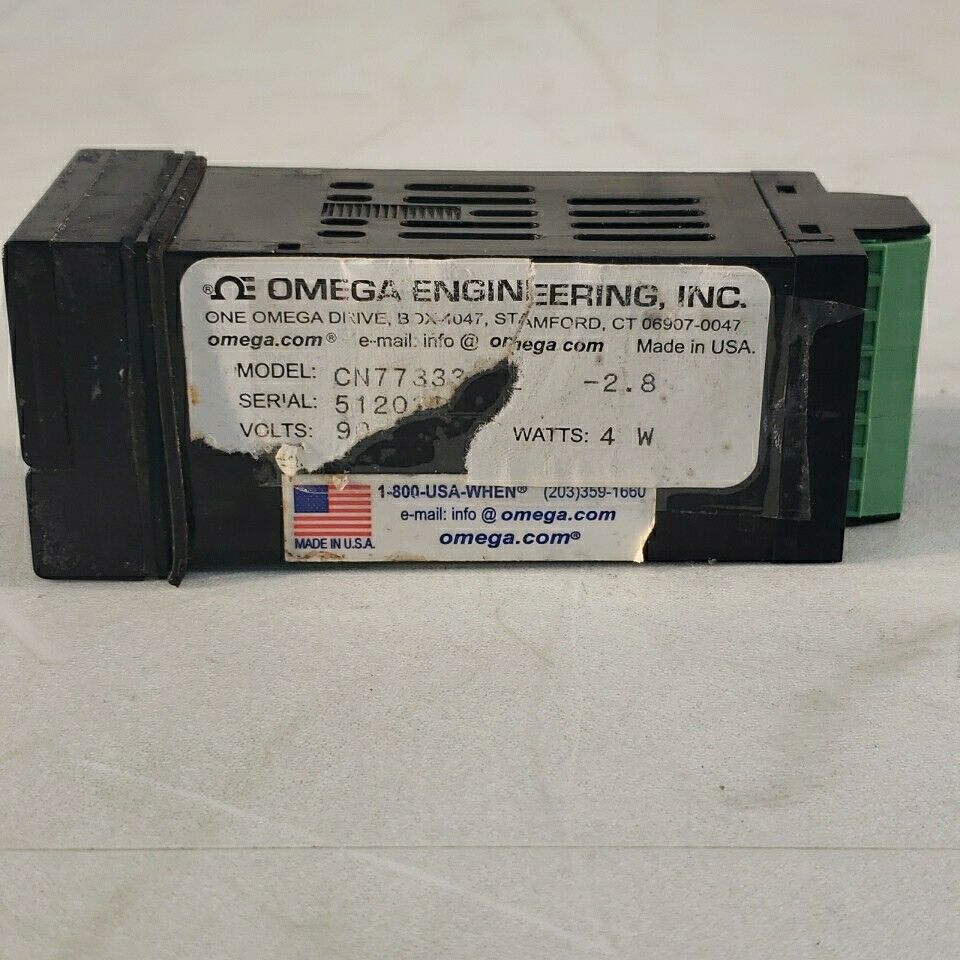 ®ΩE OMEGA ENGINEERING, INC.
ONE OMEGA DRIVE, BOX 4047, STAMFORD, CT 06907-0047
omega.com® e-mail: info @ omega.com Made in USA.
MODEL: CN77333 -2.8
SERIAL: 5120
VOLTS: 9 WATTS: 4 W
1-800-USA-WHEN® (203)359-1660
e-mail: info @ omega.com
MADE IN U.S.A. omega.com®